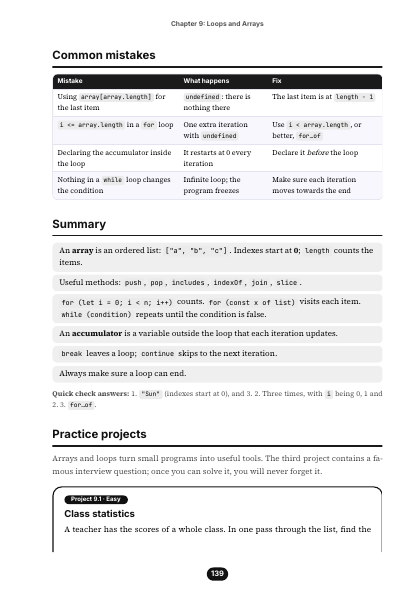 Chapter 9: Loops and Arrays
Common mistakes
Mistake What happens Fix
Using array[array.length] for undefined: there is The last item is at length - 1
the last item nothing there
i <= array.length in a for loop One extra iteration Use i < array.length, or
with undefined better, for…of
Declaring the accumulator inside It restarts at 0 every Declare it before the loop
the loop iteration
Nothing in a while loop changes Infinite loop; the Make sure each iteration
the condition program freezes moves towards the end
Summary
An array is an ordered list: ["a", "b", "c"]. Indexes start at 0; length counts the
items.
Useful methods: push, pop, includes, indexOf, join, slice.
for (let i = 0; i < n; i++) counts. for (const x of list) visits each item.
while (condition) repeats until the condition is false.
An accumulator is a variable outside the loop that each iteration updates.
break leaves a loop; continue skips to the next iteration.
Always make sure a loop can end.
Quick check answers: 1. "Sun" (indexes start at 0), and 3. 2. Three times, with i being 0, 1 and
2. 3. for…of.
Practice projects
Arrays and loops turn small programs into useful tools. The third project contains a fa-
mous interview question; once you can solve it, you will never forget it.
Project 9.1 · Easy
Class statistics
A teacher has the scores of a whole class. In one pass through the list, find the
139